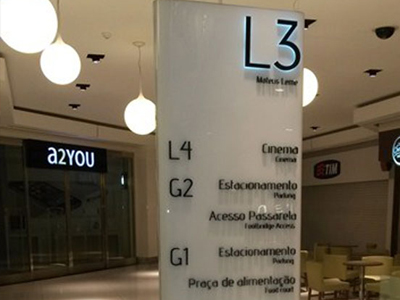 L3
Mateus Leme
a2YOU
L4 Cinema
Cinema
G2 Estacionamento
Parking
Acesso Passarela
Footbridge Access
TIM
G1 Estacionamento
Parking
Praça de alimentação
Food court